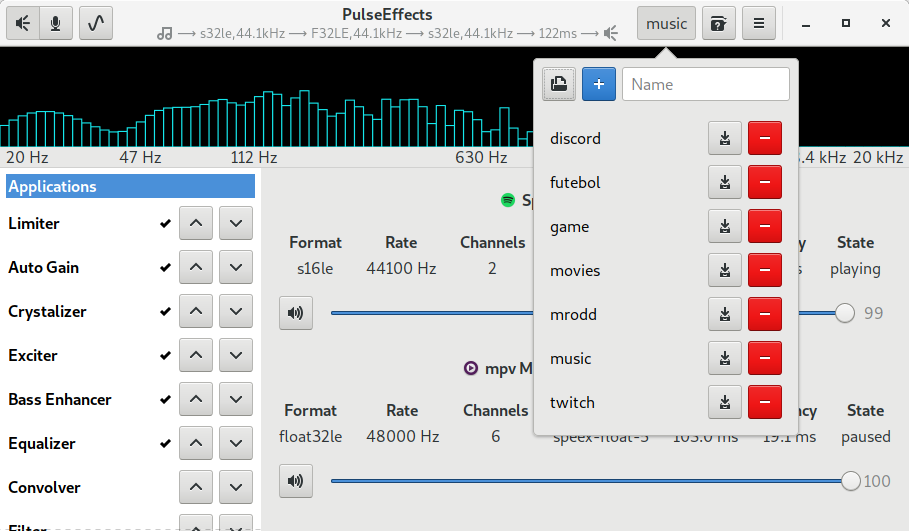 PulseEffects
s32le,44.1kHz ⟶ F32LE,44.1kHz ⟶ s32le,44.1kHz ⟶ 122ms ⟶
music
Name
20 Hz 47 Hz 112 Hz 630 Hz .4 kHz 20 kHz
discord
futebol
game
movies
mrodd
music
twitch
Applications
Limiter
Auto Gain
Crystalizer
Exciter
Bass Enhancer
Equalizer
Convolver
Filter
Sp
Format Rate Channels State
s16le 44100 Hz 2 playing
99
mpv M
Format Rate Channels State
float32le 48000 Hz 6 speex-float-5 103.0 ms 19.1 ms paused
100